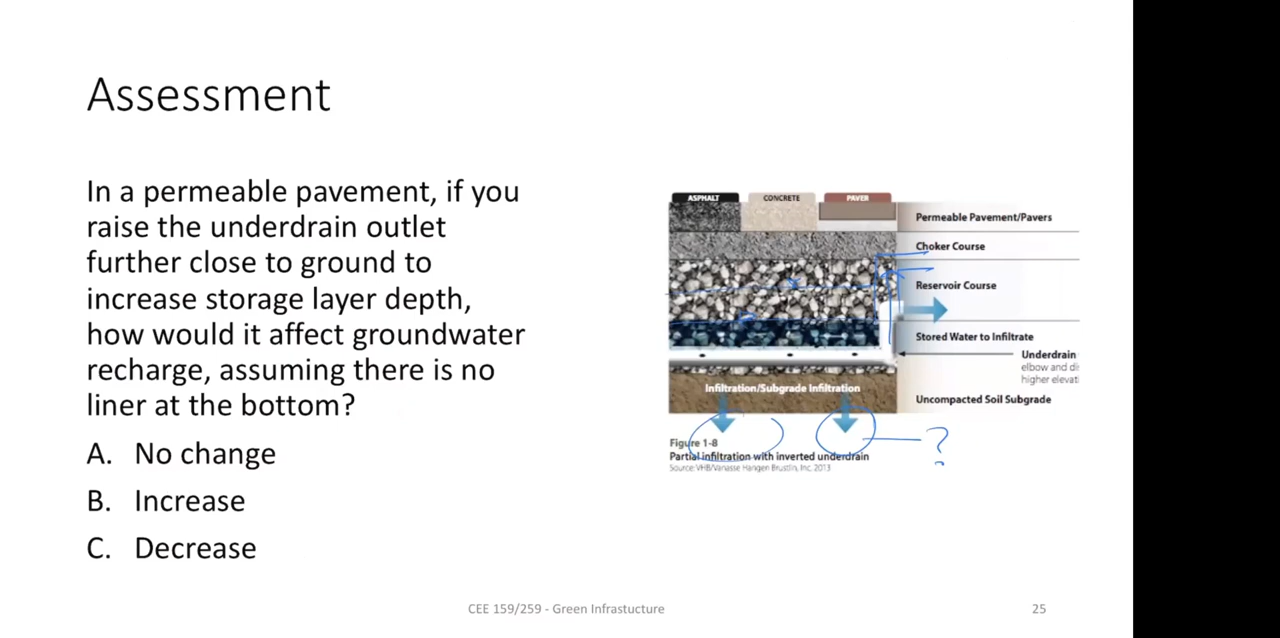 Assessment
In a permeable pavement, if you
raise the underdrain outlet
further close to ground to
increase storage layer depth,
how would it affect groundwater
recharge, assuming there is no
liner at the bottom?
A. No change
B. Increase
C. Decrease
ASPHALT CONCRETE PAVER
Permeable Pavement/Pavers
Choker Course
Reservoir Course
Stored Water to Infiltrate
Underdrain
elbow and di
higher elevati
Infiltration/Subgrade Infiltration
Uncompacted Soil Subgrade
?
Figure 1-8
Partial infiltration with inverted underdrain
Source: VHB/Vanasse Hangen Brustlin, Inc. 2013
CEE 159/259 - Green Infrastucture
25